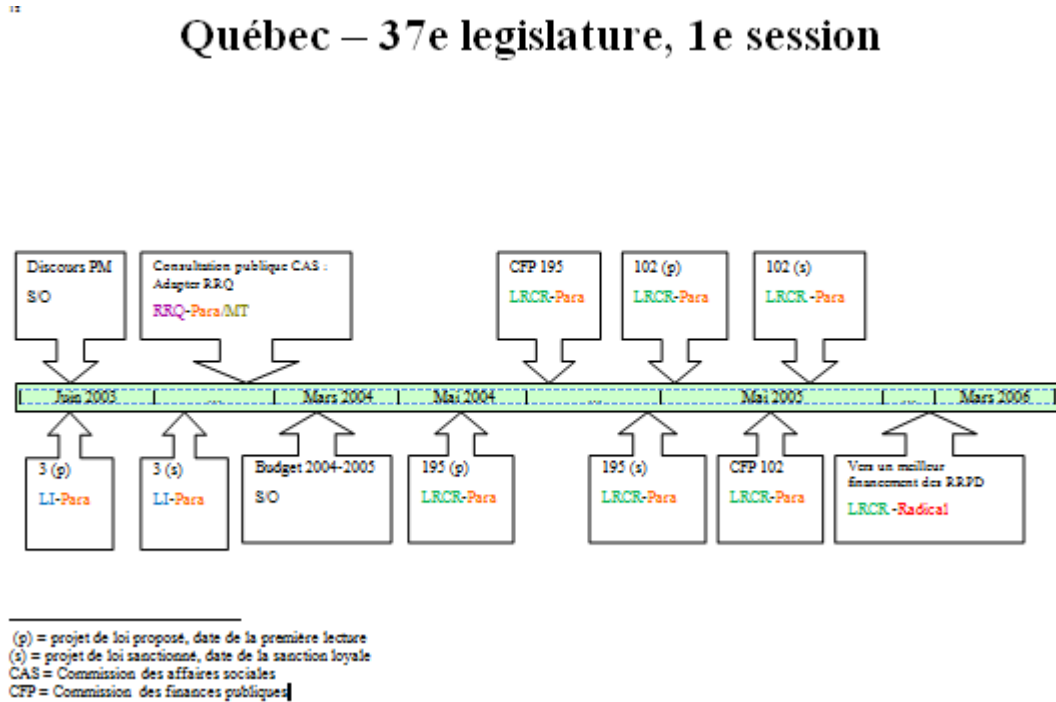 12
Québec – 37e legislature, 1e session
Discours PM
S/O
Consultation publique CAS :
Adapter RRQ
RRQ-Para/MT
CFP 195
LRCR-Para
102 (p)
LRCR-Para
102 (s)
LRCR -Para
Juin 2003 ... Mars 2004 Mai 2004 ... Mai 2005 ... Mars 2006
3 (p)
LI-Para
3 (s)
LI-Para
Budget 2004-2005
S/O
195 (p)
LRCR-Para
195 (s)
LRCR-Para
CFP 102
LRCR-Para
Vers un meilleur
financement des RRPD
LRCR -Radical
(p) = projet de loi proposé, date de la première lecture
(s) = projet de loi sanctionné, date de la sanction loyale
CAS = Commission des affaires sociales
CFP = Commission des finances publiques